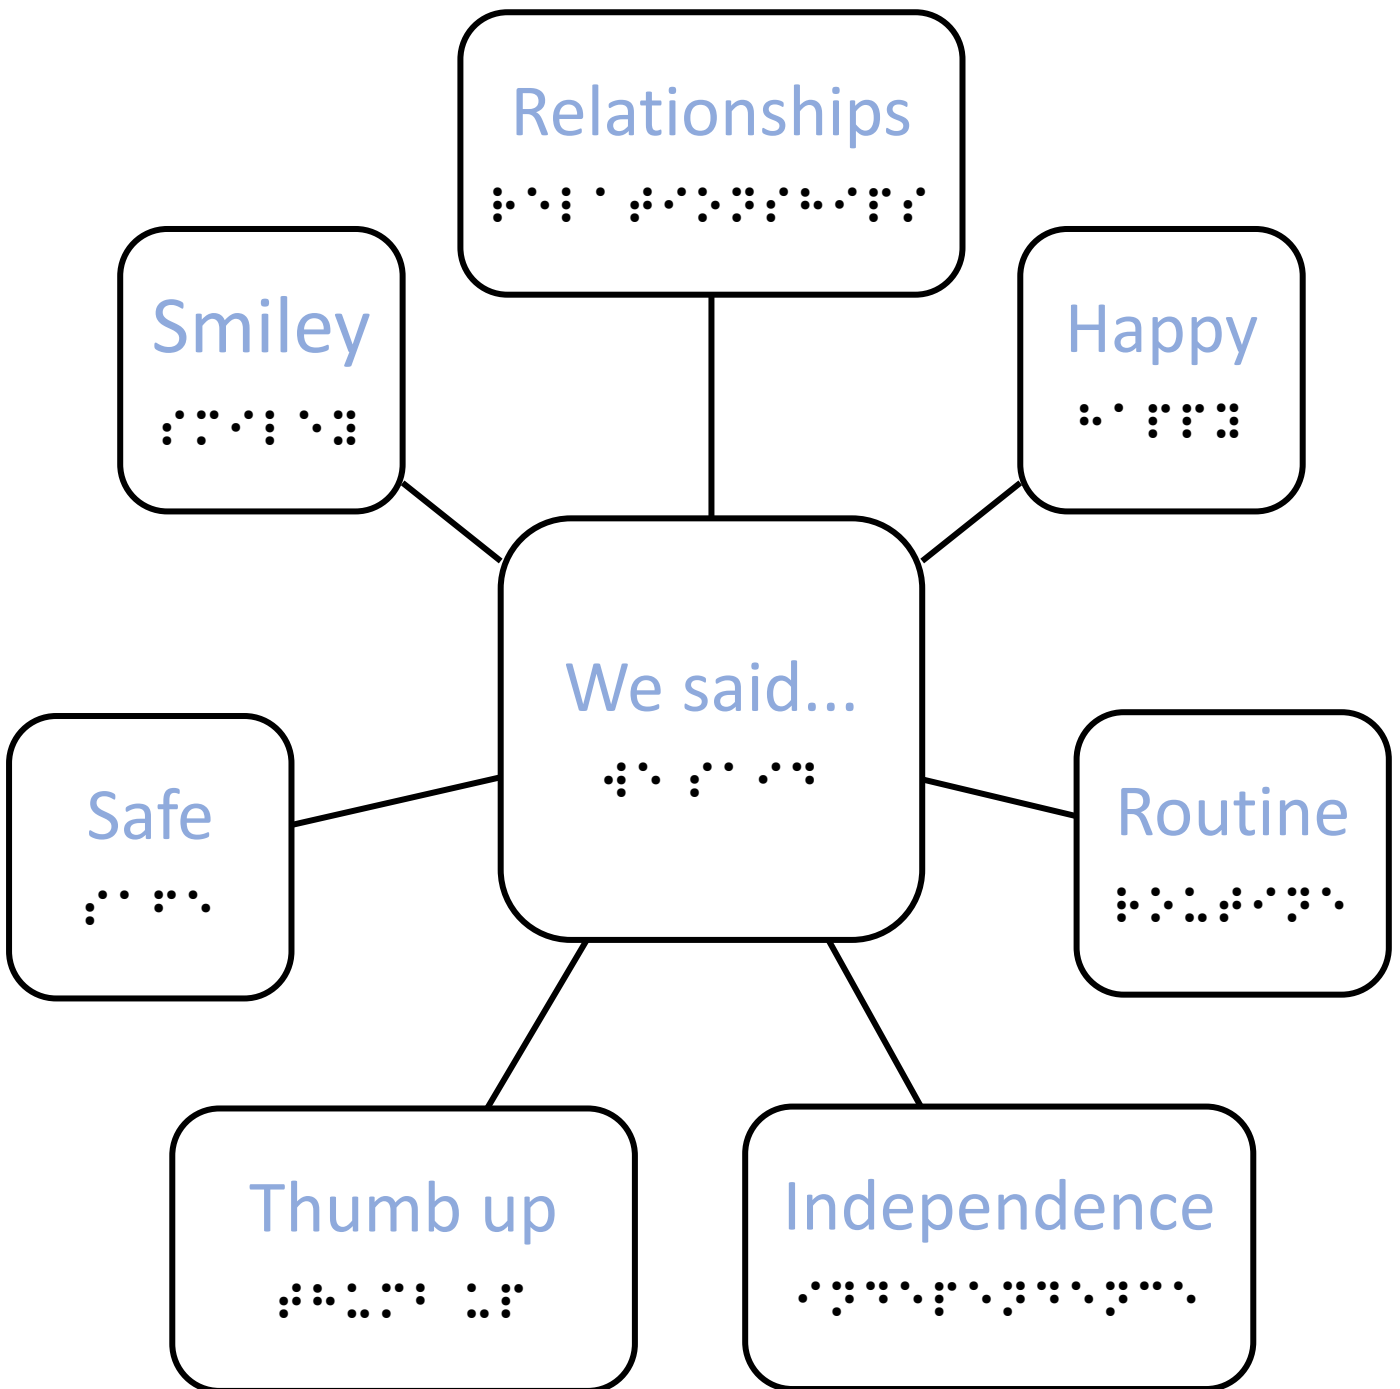 Relationships
⠗⠑⠇⠁⠞⠊⠕⠝⠎⠓⠊⠏⠎
Smiley
⠎⠍⠊⠇⠑⠽
Happy
⠓⠁⠏⠏⠽
We said...
⠺⠑ ⠎⠁⠊⠙
Safe
⠎⠁⠋⠑
Routine
⠗⠕⠥⠞⠊⠝⠑
Thumb up
⠞⠓⠥⠍⠃ ⠥⠏
Independence
⠊⠝⠙⠑⠏⠑⠝⠙⠑⠝⠉⠑